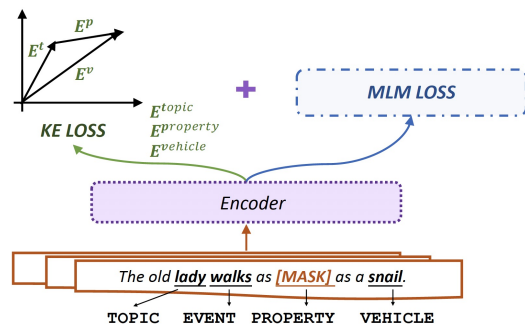 E^p
E^t
E^v
E^topic
E^property
E^vehicle
KE LOSS
+
MLM LOSS
Encoder
The old lady walks as [MASK] as a snail.
TOPIC EVENT PROPERTY VEHICLE